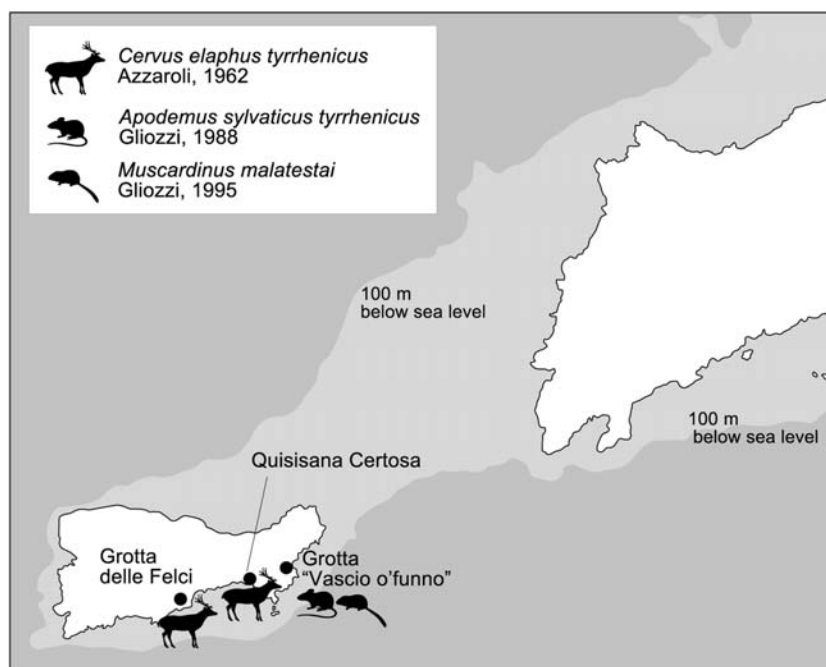 Cervus elaphus tyrrhenicus
Azzaroli, 1962
Apodemus sylvaticus tyrrhenicus
Gliozzi, 1988
Muscardinus malatestai
Gliozzi, 1995
100 m
below sea level
100 m
below sea level
Quisisana Certosa
Grotta
delle Felci
Grotta
“Vascio o’funno”